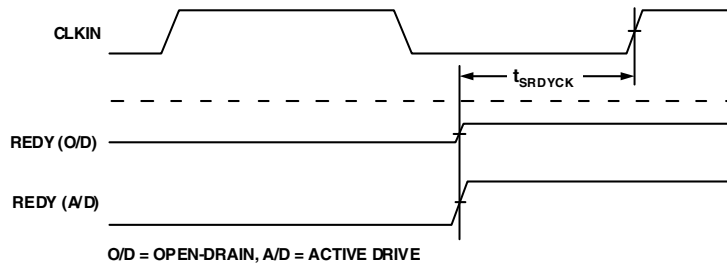 CLKIN
tSRDYCK
REDY (O/D)
REDY (A/D)
O/D = OPEN-DRAIN, A/D = ACTIVE DRIVE